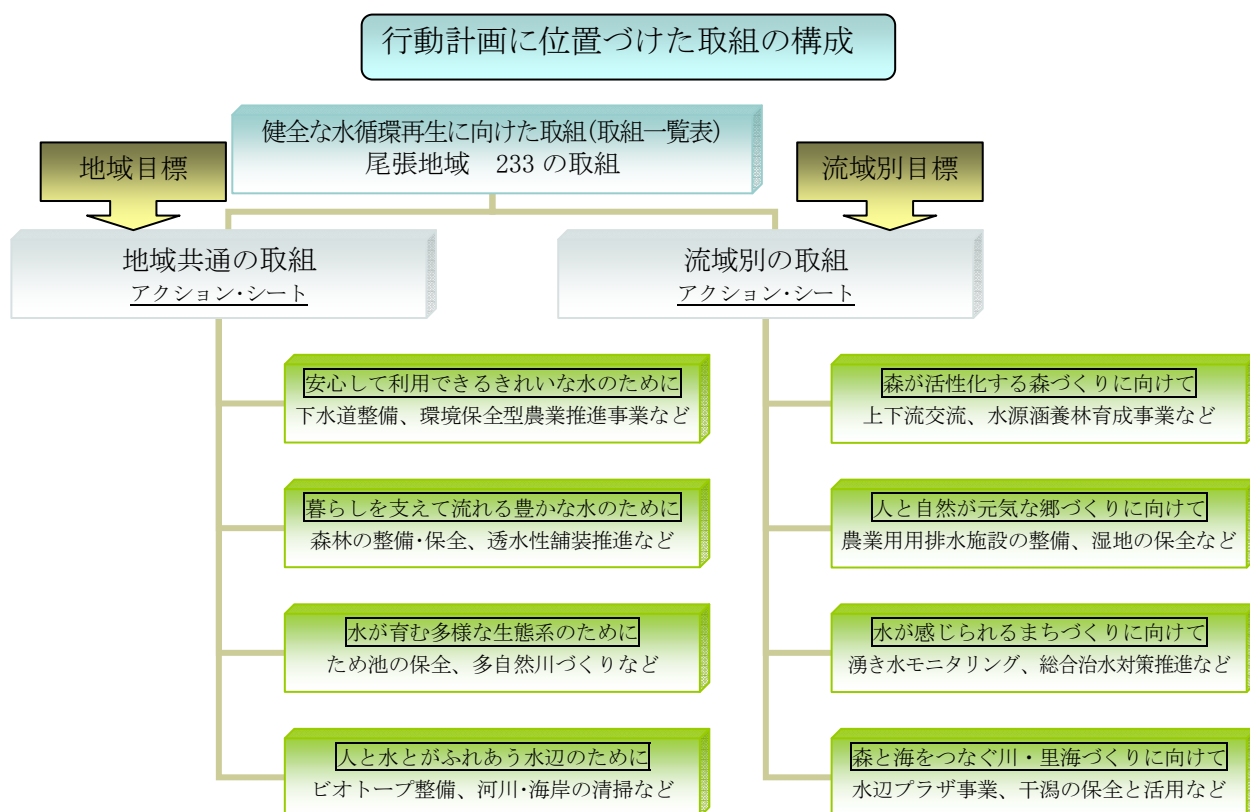 行動計画に位置づけた取組の構成
健全な水循環再生に向けた取組(取組一覧表)
尾張地域　233 の取組
地域目標
流域別目標
地域共通の取組
アクション・シート
流域別の取組
アクション・シート
安心して利用できるきれいな水のために
下水道整備、環境保全型農業推進事業など
暮らしを支えて流れる豊かな水のために
森林の整備・保全、透水性舗装推進など
水が育む多様な生態系のために
ため池の保全、多自然川づくりなど
人と水とがふれあう水辺のために
ビオトープ整備、河川・海岸の清掃など
森が活性化する森づくりに向けて
上下流交流、水源涵養林育成事業など
人と自然が元気な郷づくりに向けて
農業用用排水施設の整備、湿地の保全など
水が感じられるまちづくりに向けて
湧き水モニタリング、総合治水対策推進など
森と海をつなぐ川・里海づくりに向けて
水辺プラザ事業、干潟の保全と活用など